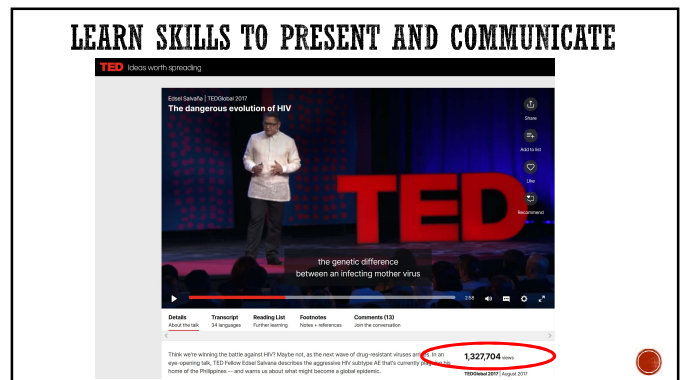 LEARN SKILLS TO PRESENT AND COMMUNICATE
TED Ideas worth spreading
Edsel Salvaña | TEDGlobal 2017
The dangerous evolution of HIV
Share
Add to list
Like
Recommend
TED
the genetic difference
between an infecting mother virus
2:58
Details
About the talk
Transcript
34 languages
Reading List
Further learning
Footnotes
Notes + references
Comments (13)
Join the conversation
Think we're winning the battle against HIV? Maybe not, as the next wave of drug-resistant viruses arrives. In an
eye-opening talk, TED Fellow Edsel Salvana describes the aggressive HIV subtype AE that's currently plaguing his
home of the Philippines — and warns us about what might become a global epidemic.
1,327,704 views
TEDGlobal 2017 | August 2017